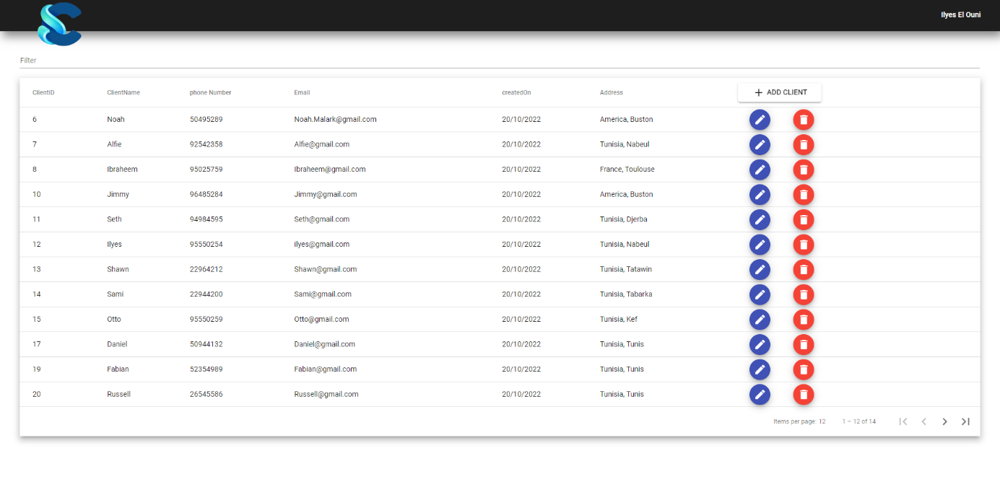 Ilyes El Ouni
Filter
ClientID ClientName phone Number Email createdOn Address ADD CLIENT
6 Noah 50495289 Noah.Malark@gmail.com 20/10/2022 America, Buston
7 Alfie 92542358 Alfie@gmail.com 20/10/2022 Tunisia, Nabeul
8 Ibraheem 95025759 Ibraheem@gmail.com 20/10/2022 France, Toulouse
10 Jimmy 96485284 Jimmy@gmail.com 20/10/2022 America, Buston
11 Seth 94984595 Seth@gmail.com 20/10/2022 Tunisia, Djerba
12 Ilyes 95550254 ilyes@gmail.com 20/10/2022 Tunisia, Nabeul
13 Shawn 22964212 Shawn@gmail.com 20/10/2022 Tunisia, Tatawin
14 Sami 22944200 Sami@gmail.com 20/10/2022 Tunisia, Tabarka
15 Otto 95550259 Otto@gmail.com 20/10/2022 Tunisia, Kef
17 Daniel 50944132 Daniel@gmail.com 20/10/2022 Tunisia, Tunis
19 Fabian 52354989 Fabian@gmail.com 20/10/2022 Tunisia, Tunis
20 Russell 26545586 Russell@gmail.com 20/10/2022 Tunisia, Tunis
Items per page: 12 1 – 12 of 14